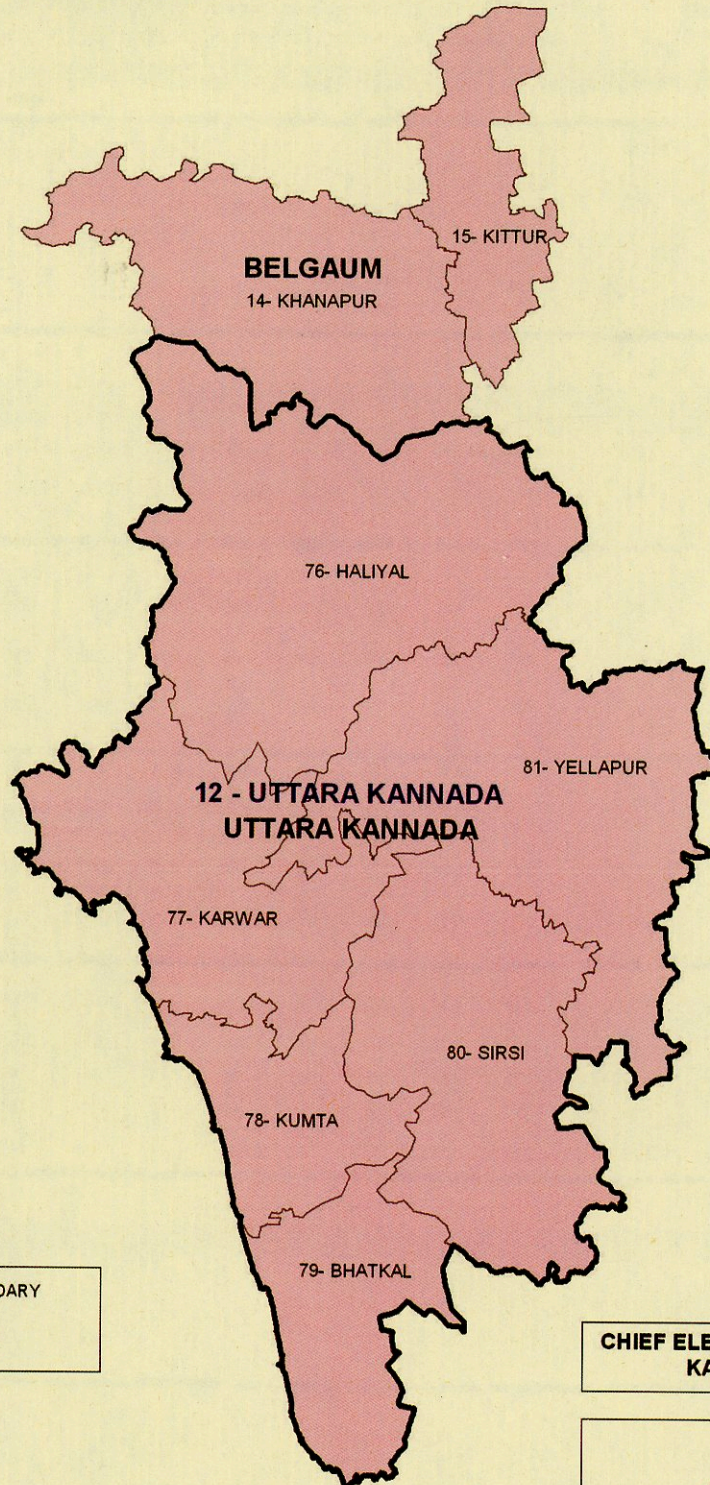 15- KITTUR
BELGAUM
14- KHANAPUR
76- HALIYAL
81- YELLAPUR
12 - UTTARA KANNADA
UTTARA KANNADA
77- KARWAR
80- SIRSI
78- KUMTA
79- BHATKAL
DARY
CHIEF ELE
KA